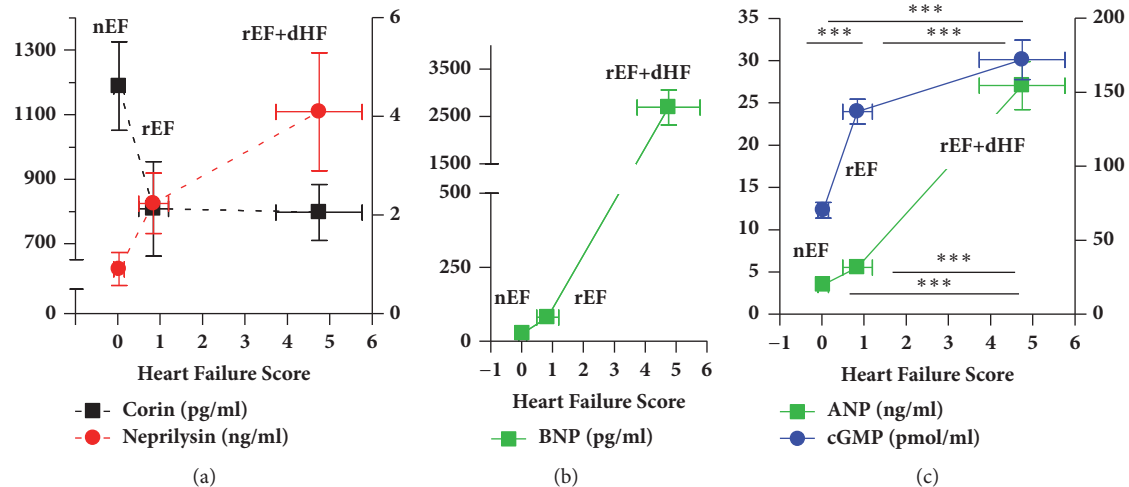 nEF
rEF
rEF+dHF
1300
1100
900
700
0
6
4
2
0
0 1 2 3 4 5 6
Heart Failure Score
Corin (pg/ml)
Neprilysin (ng/ml)
(a)
rEF+dHF
3500
2500
1500
500
250
0
nEF
rEF
−1 0 1 2 3 4 5 6
Heart Failure Score
BNP (pg/ml)
(b)
35
30
25
20
15
10
5
0
200
150
100
50
0
***
*** ***
rEF+dHF
rEF
nEF
***
***
−1 0 1 2 3 4 5 6
Heart Failure Score
ANP (ng/ml)
cGMP (pmol/ml)
(c)